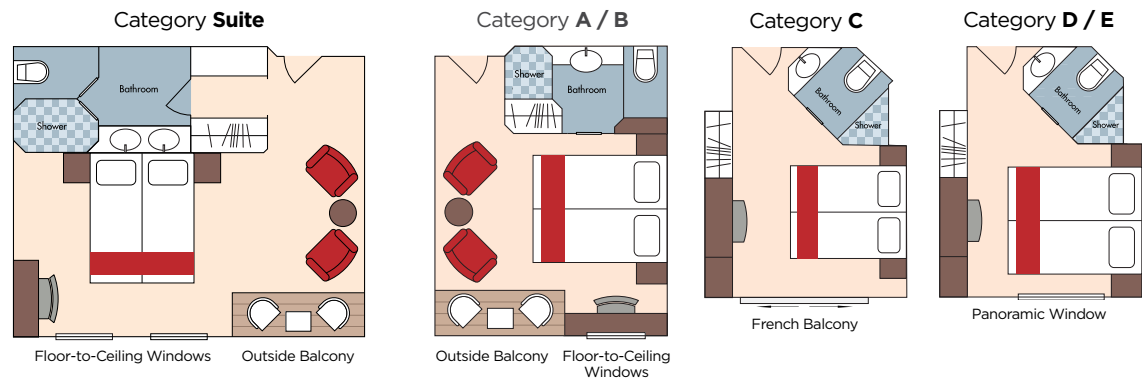 Category Suite
Bathroom
Shower
Floor-to-Ceiling Windows
Outside Balcony
Category A / B
Shower
Bathroom
Outside Balcony
Floor-to-Ceiling
Windows
Category C
Bathroom
Shower
French Balcony
Category D / E
Bathroom
Shower
Panoramic Window